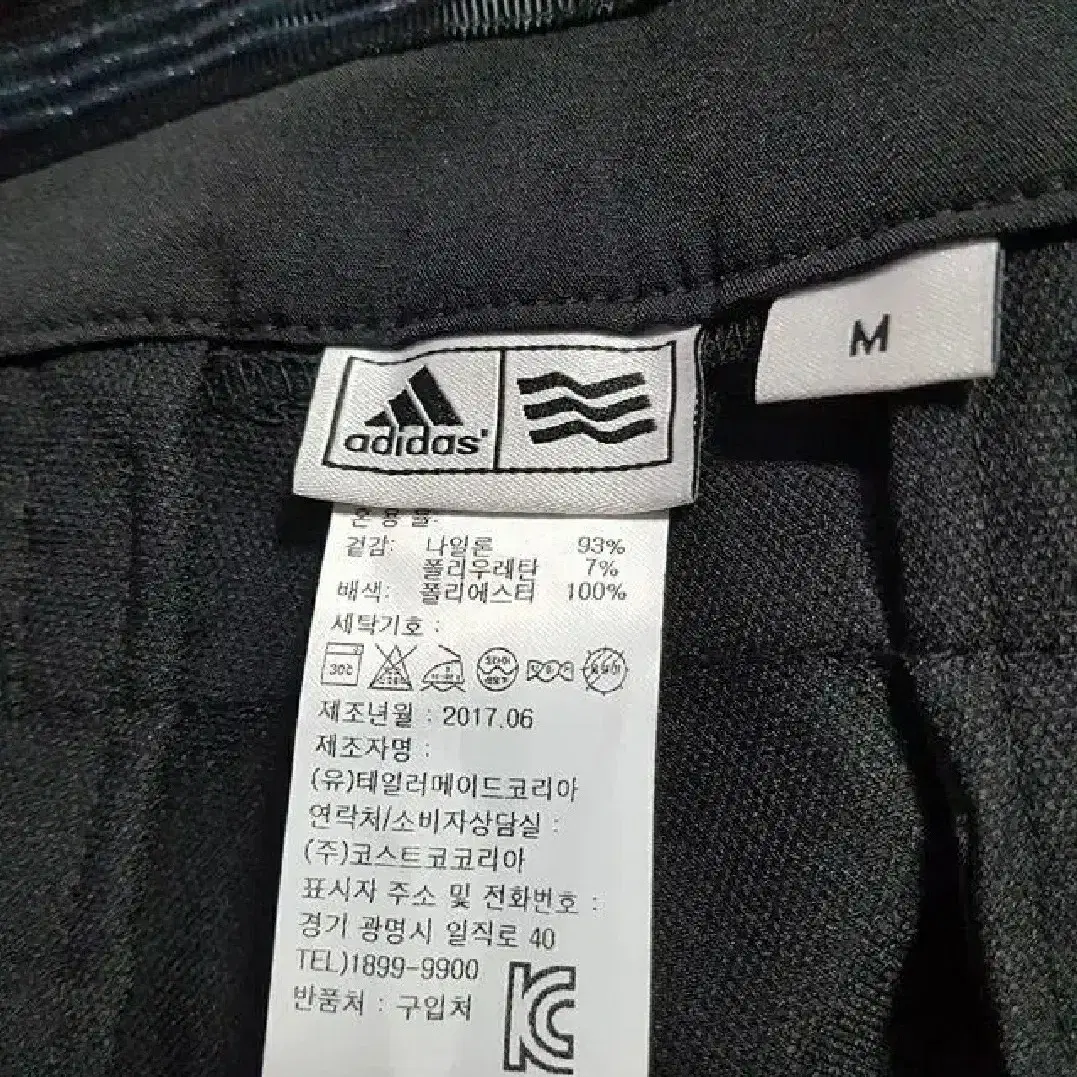 M
adidas
혼용율:
겉감: 나일론 93%
폴리우레탄 7%
배색: 폴리에스터 100%
세탁기호 :
30℃
제조년월 : 2017.06
제조자명 :
(유)테일러메이드코리아
연락처/소비자상담실 :
(주)코스트코코리아
표시자 주소 및 전화번호 :
경기 광명시 일직로 40
TEL)1899-9900
반품처 : 구입처